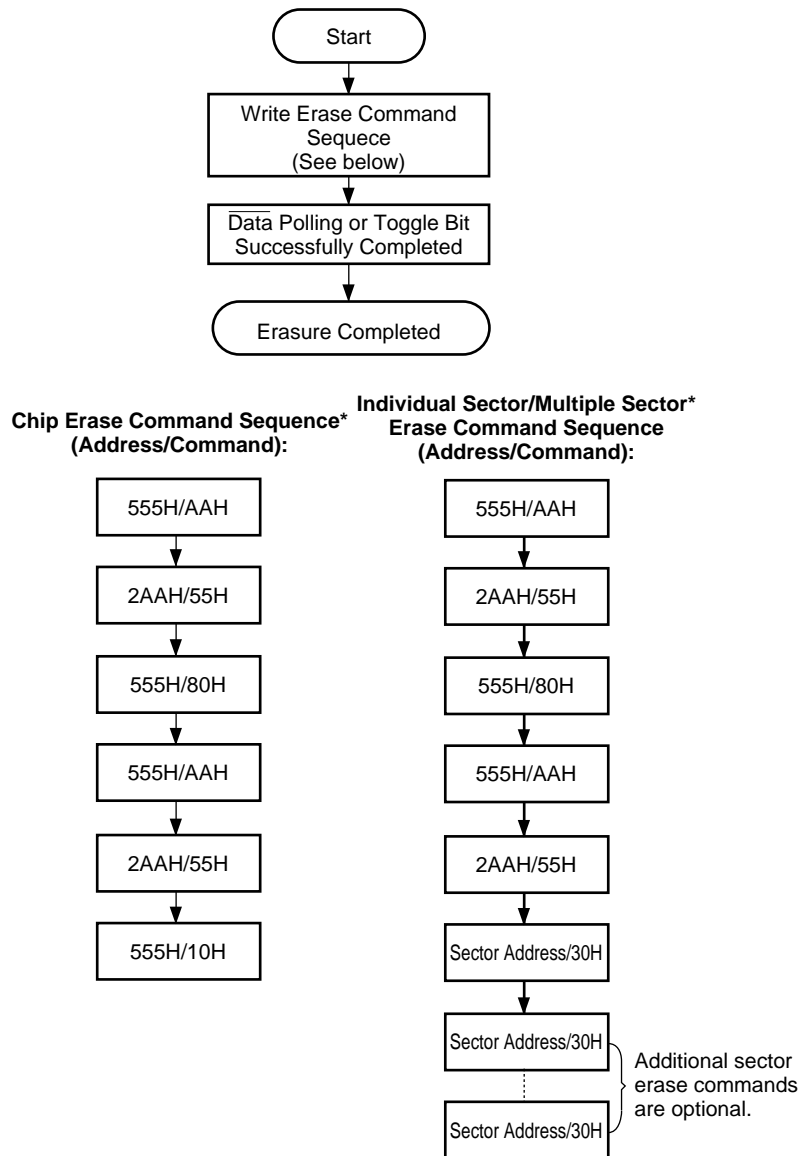 Start
Write Erase Command
Sequece
(See below)
Data Polling or Toggle Bit
Successfully Completed
Erasure Completed
Chip Erase Command Sequence*
(Address/Command):
555H/AAH
2AAH/55H
555H/80H
555H/AAH
2AAH/55H
555H/10H
Individual Sector/Multiple Sector*
Erase Command Sequence
(Address/Command):
555H/AAH
2AAH/55H
555H/80H
555H/AAH
2AAH/55H
Sector Address/30H
Sector Address/30H
Sector Address/30H
Additional sector
erase commands
are optional.